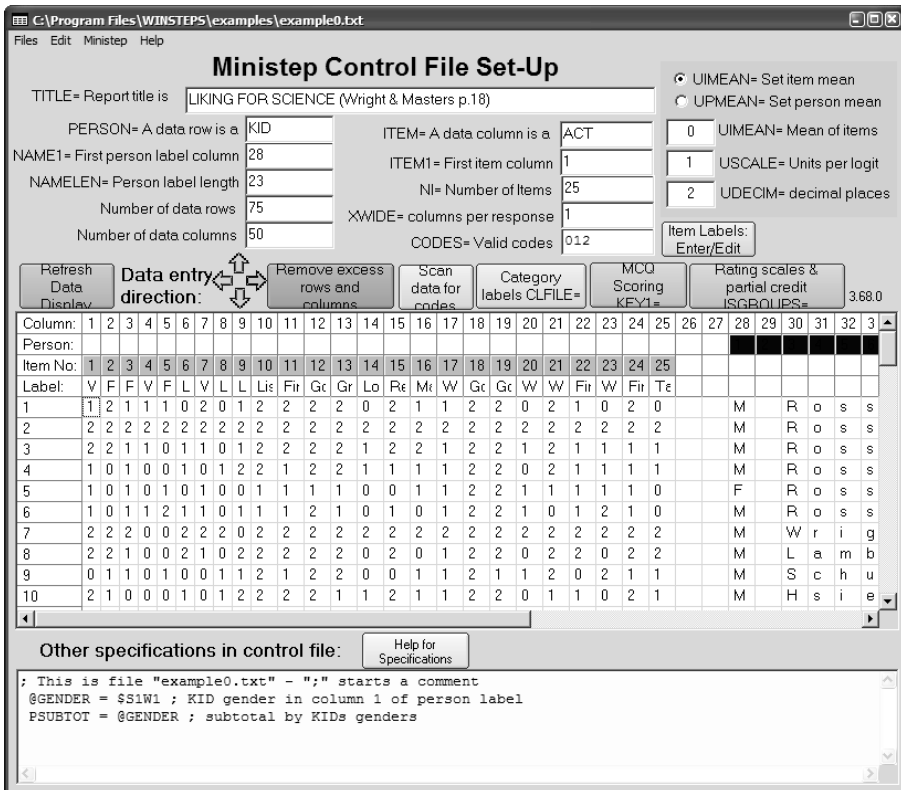 C:\Program Files\WINSTEPS\examples\example0.txt
Files Edit Ministep Help
Ministep Control File Set-Up
TITLE= Report title is LIKING FOR SCIENCE (Wright & Masters p.18)
PERSON= A data row is a KID
NAME1= First person label column 28
NAMELEN= Person label length 23
Number of data rows 75
Number of data columns 50
ITEM= A data column is a ACT
ITEM1= First item column 1
NI= Number of Items 25
XWIDE= columns per response 1
CODES= Valid codes 012
UIMEAN= Set item mean
UPMEAN= Set person mean
0 UIMEAN= Mean of items
1 USCALE= Units per logit
2 UDECIM= decimal places
Item Labels:
Enter/Edit
Refresh
Data
Display
Data entry
direction:
Remove excess
rows and
columns
Scan
data for
codes
Category
labels CLFILE=
MCQ
Scoring
KEY1=
Rating scales &
partial credit
ISGROUPS=
3.68.0
Column: 1 2 3 4 5 6 7 8 9 10 11 12 13 14 15 16 17 18 19 20 21 22 23 24 25 26 27 28 29 30 31 32 3
Person:
Item No: 1 2 3 4 5 6 7 8 9 10 11 12 13 14 15 16 17 18 19 20 21 22 23 24 25
Label: V F F V F L V L L Lis Fir Gc Gr Lo Re Ma W Gc Gc W W Fir W Fir Ta
1 1 2 1 1 1 0 2 0 1 2 2 2 2 0 2 1 1 2 2 0 2 1 0 2 0 M R o s s
2 2 2 2 2 2 2 2 2 2 2 2 2 2 2 2 2 2 2 2 2 2 2 2 2 2 M R o s s
3 2 2 1 1 0 1 1 0 1 2 2 2 2 1 2 2 1 2 2 1 2 1 1 1 1 M R o s s
4 1 0 1 0 0 1 0 1 2 2 1 2 2 1 1 1 1 2 2 1 2 1 1 1 1 M R o s s
5 1 0 1 0 1 0 1 0 0 1 1 1 1 0 0 1 1 2 2 1 1 1 1 1 0 F R o s s
6 1 0 1 1 2 1 1 0 1 1 1 2 1 0 1 0 1 2 2 1 0 1 2 1 0 M R o s s
7 2 2 2 0 0 2 2 2 0 2 2 2 2 2 2 2 2 2 2 2 2 2 2 2 2 M W r i g
8 2 2 1 0 0 2 1 0 2 2 2 2 2 0 2 0 1 2 2 2 2 0 0 2 2 M L a m b
9 0 1 1 0 1 0 0 1 1 2 1 2 2 0 0 1 1 2 1 1 2 0 2 1 1 M S c h u
10 2 1 0 0 0 1 0 1 2 2 2 2 1 1 2 1 1 2 2 0 1 1 0 2 1 M H s i e
Other specifications in control file:
Help for
Specifications
; This is file "example0.txt" - ";" starts a comment
@GENDER = $S1W1 ; KID gender in column 1 of person label
PSUBTOT = @GENDER ; subtotal by KIDs genders